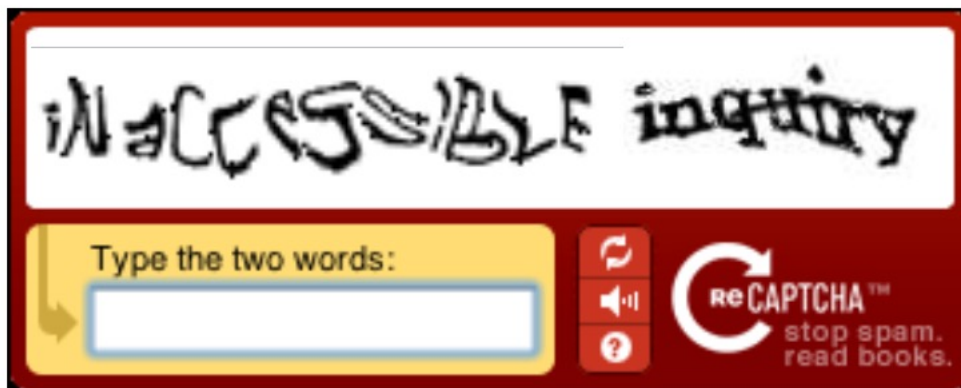 iNaCCeSSIBLE inquiry
Type the two words:
ReCAPTCHA™
stop spam.
read books.